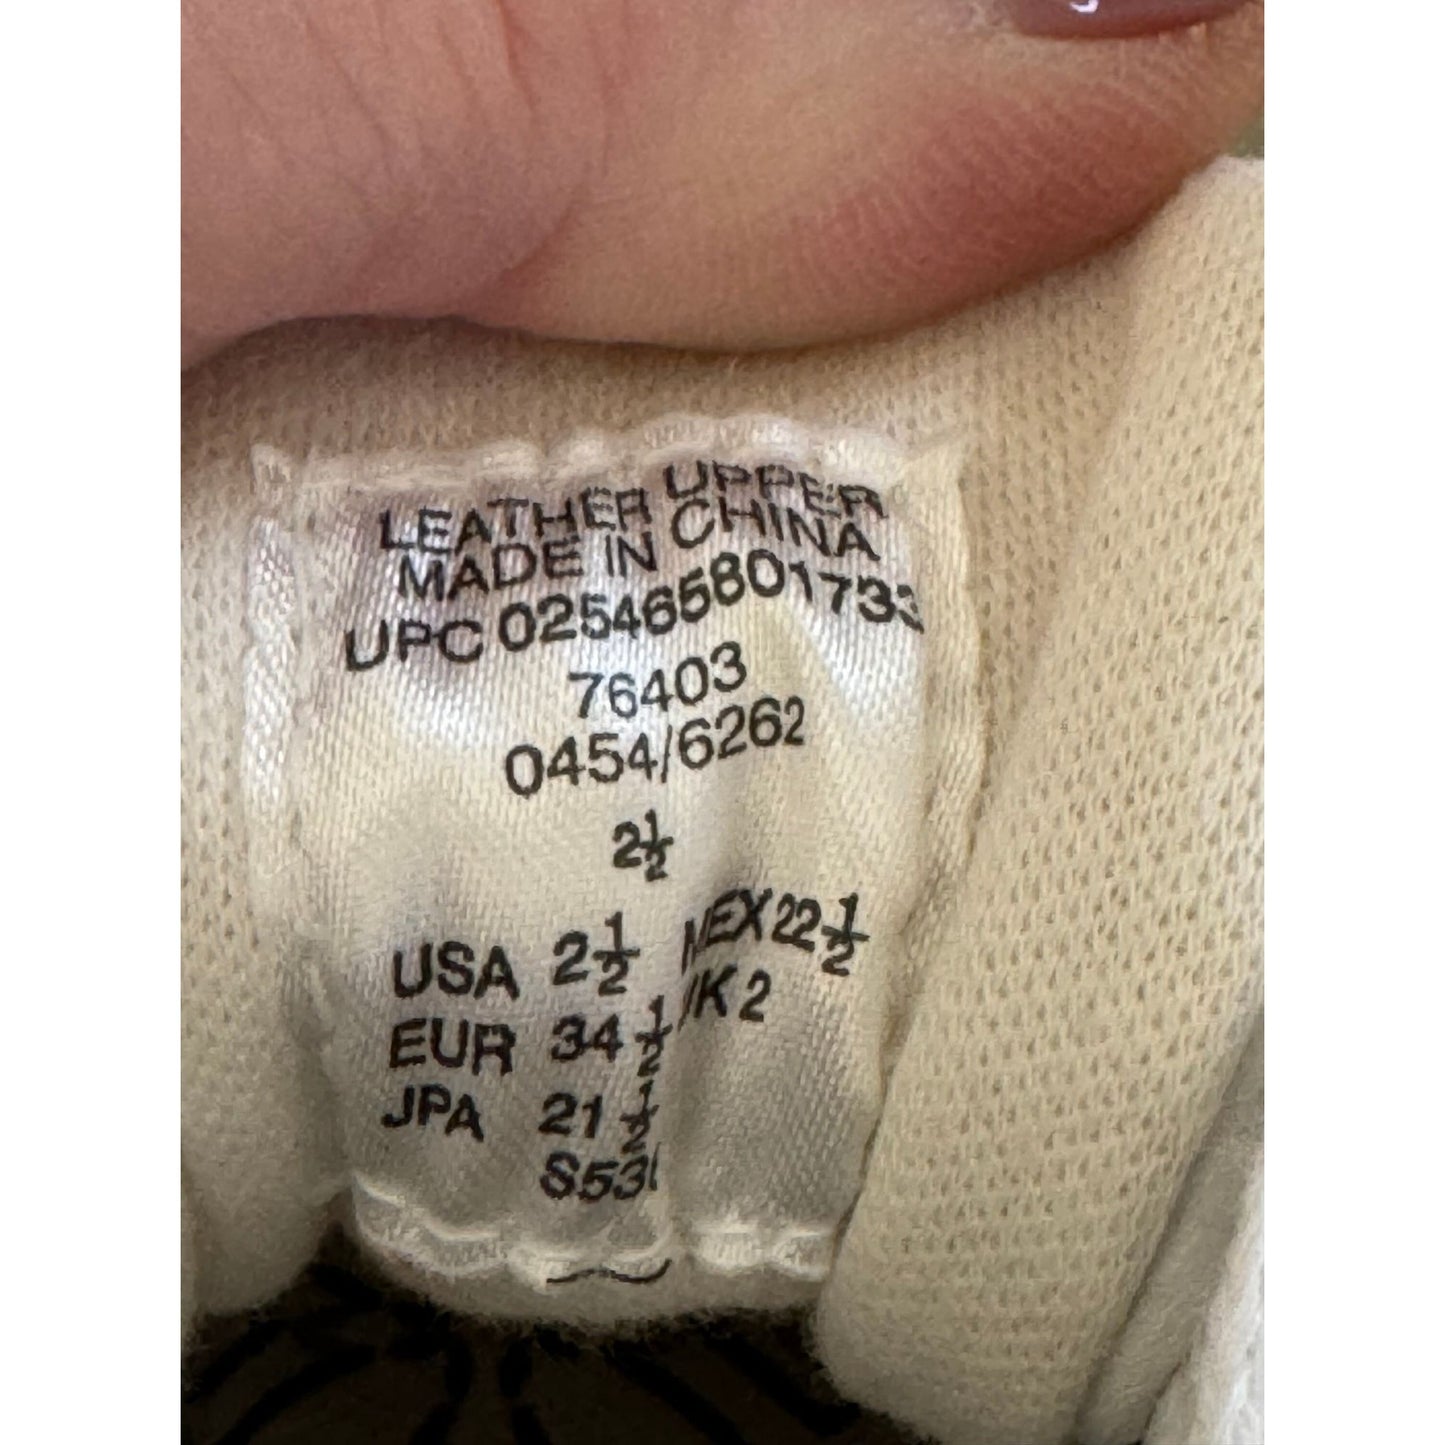 LEATHER UPPER
MADE IN CHINA
UPC 025465801733
76403
0454/6262
2½
USA 2½ MEX 22½
EUR 34½ UK 2
JPA 21½